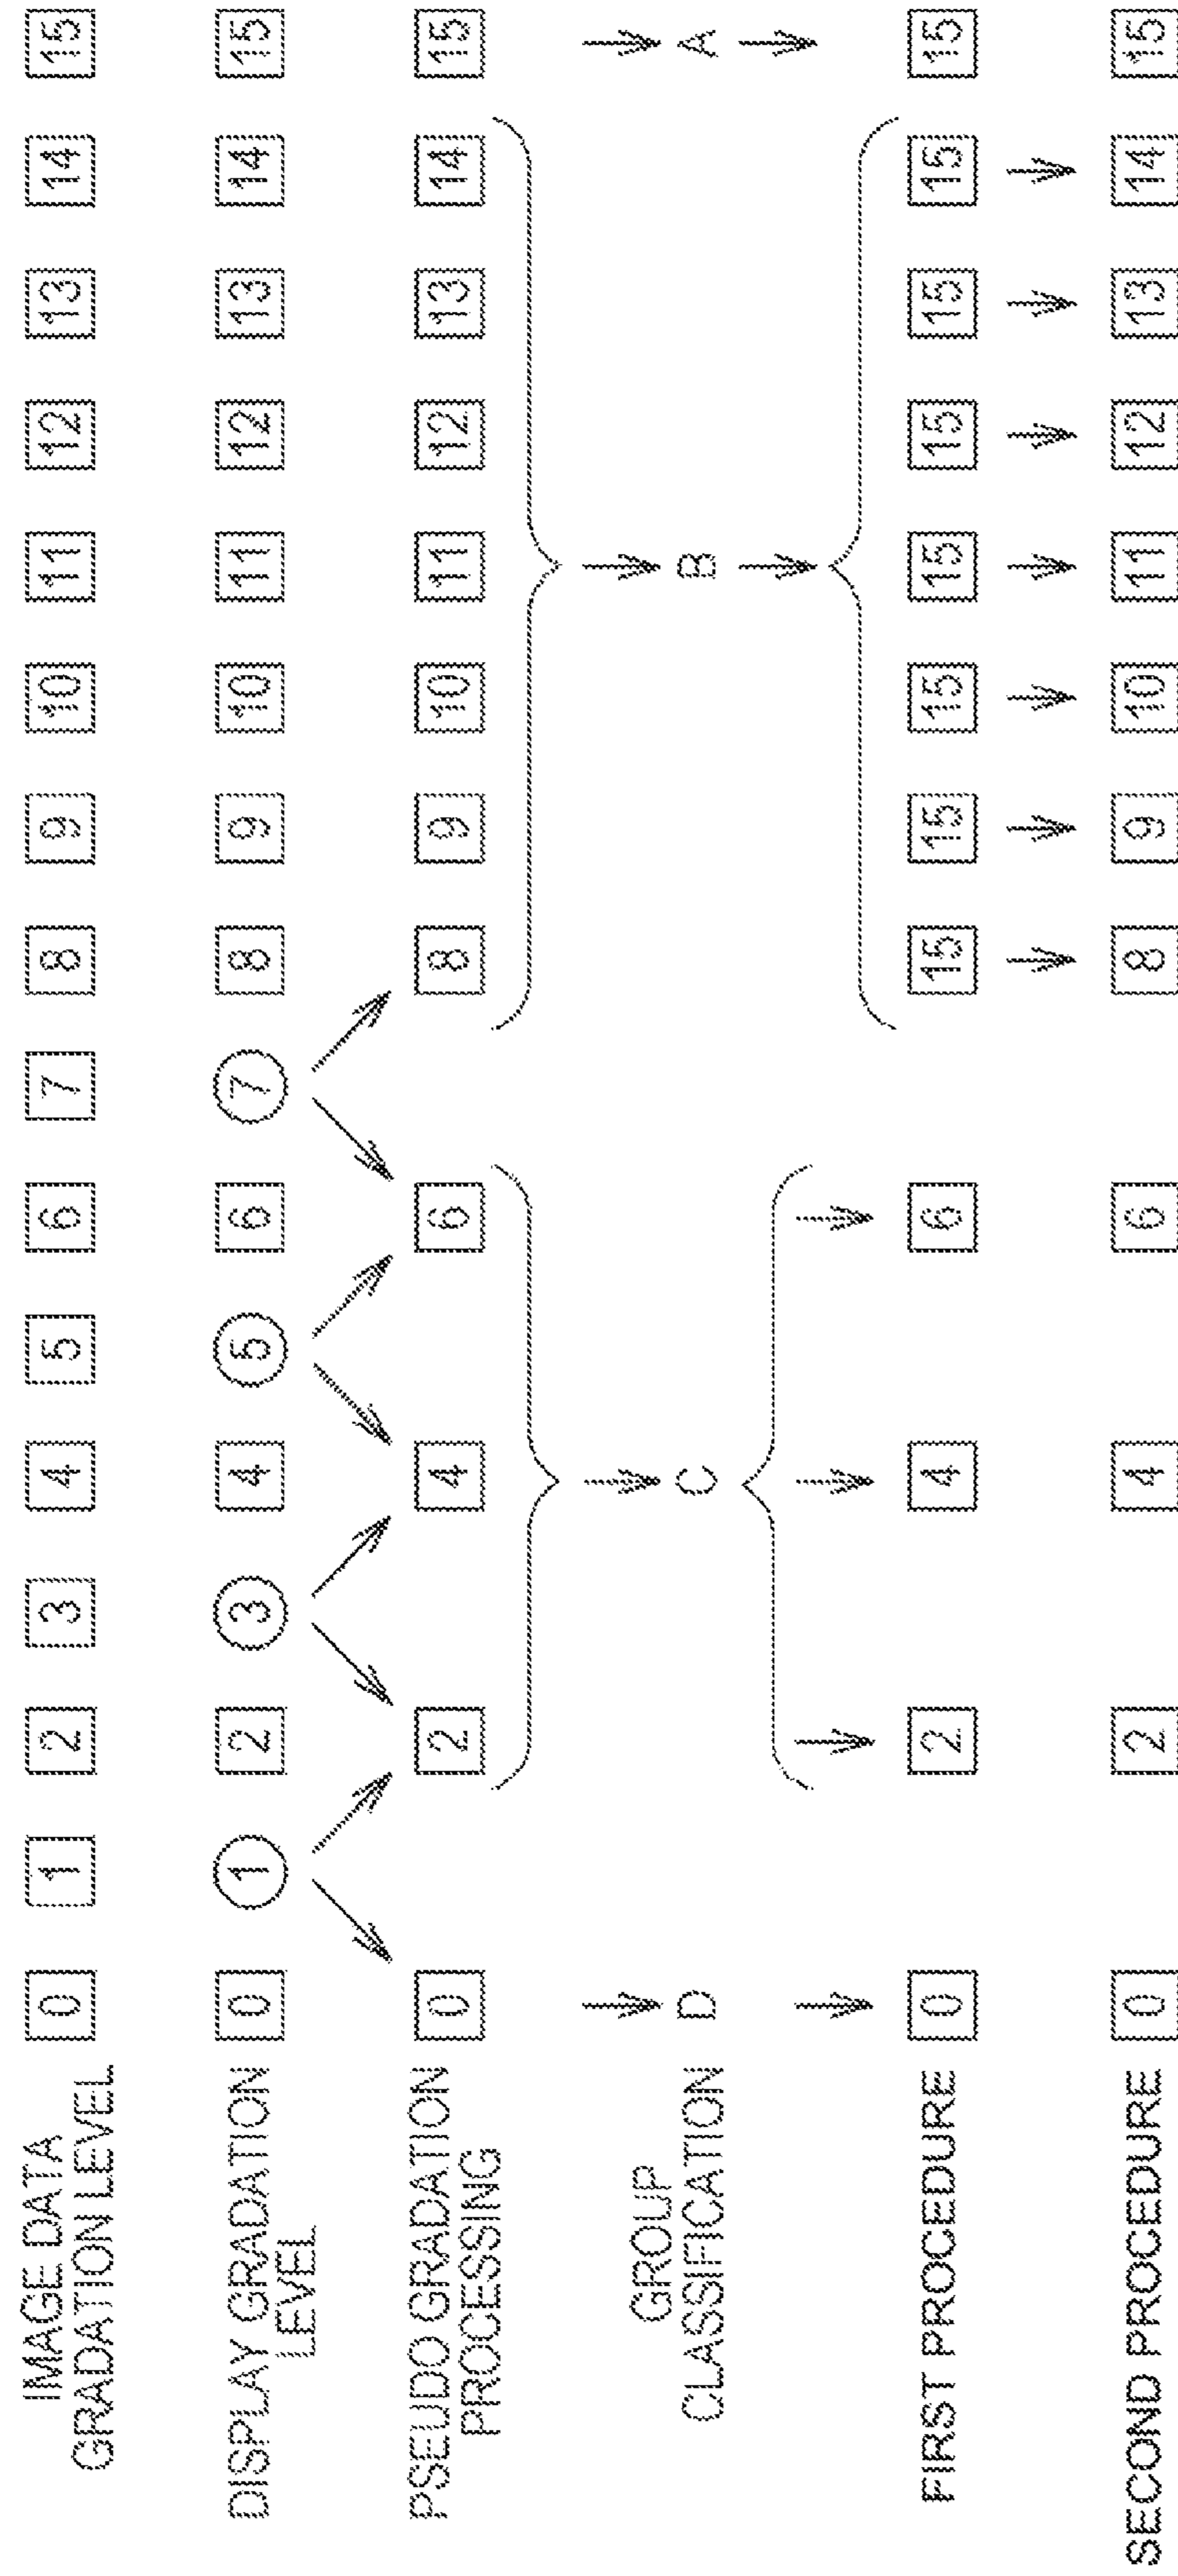 IMAGE DATA
GRADATION LEVEL
0 1 2 3 4 5 6 7 8 9 10 11 12 13 14 15
DISPLAY GRADATION
LEVEL
0 1 2 3 4 5 6 7 8 9 10 11 12 13 14 15
PSEUDO GRADATION
PROCESSING
0 2 4 6 8 9 10 11 12 13 14 15
GROUP
CLASSIFICATION
D C B A
FIRST PROCEDURE
0 2 4 6 15 15 15 15 15 15 15 15
SECOND PROCEDURE
0 2 4 6 8 9 10 11 12 13 14 15